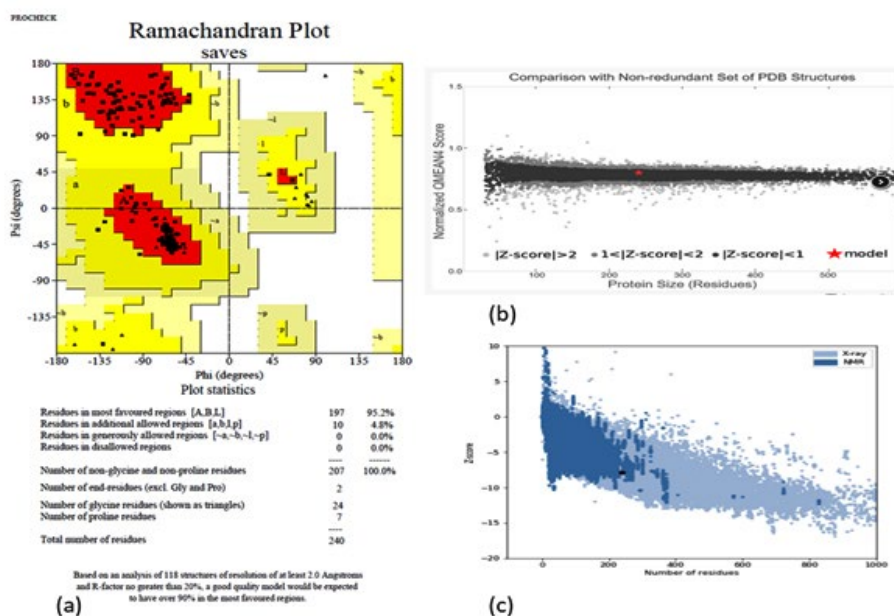 PROCHECK
Ramachandran Plot
saves
180
135
90
45
0
-45
-90
-135
-180
Psi (degrees)
b
a
~b
~l
l
~a
~p
p
-180 -135 -90 -45 0 45 90 135 180
Phi (degrees)
Plot statistics
Residues in most favoured regions [A,B,L] 197 95.2%
Residues in additional allowed regions [a,b,l,p] 10 4.8%
Residues in generously allowed regions [~a,~b,~l,~p] 0 0.0%
Residues in disallowed regions 0 0.0%
Number of non-glycine and non-proline residues 207 100.0%
Number of end-residues (excl. Gly and Pro) 2
Number of glycine residues (shown as triangles) 24
Number of proline residues 7
Total number of residues 240
Based on an analysis of 118 structures of resolution of at least 2.0 Angstroms
and R-factor no greater than 20%, a good quality model would be expected
to have over 90% in the most favoured regions.
(a)
Comparison with Non-redundant Set of PDB Structures
1.5
1.0
0.5
0.0
Normalized QMEAN4 Score
|Z-score|>2 1<|Z-score|<2 |Z-score|<1 model
100 200 300 400 500
Protein Size (Residues)
(b)
X-ray
NMR
10
5
0
-5
-10
-15
-20
Z-score
0 200 400 600 800 1000
Number of residues
(c)